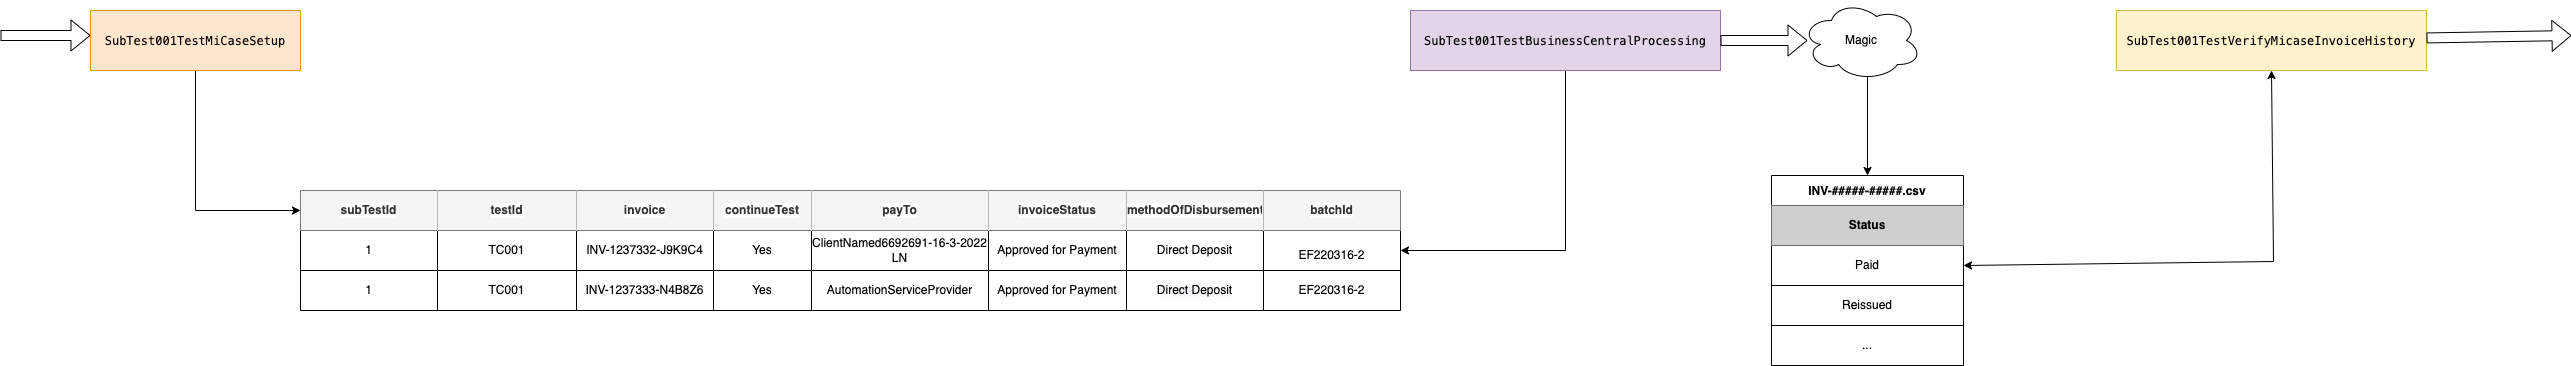 SubTest001TestMiCaseSetup
SubTest001TestBusinessCentralProcessing
Magic
SubTest001TestVerifyMicaseInvoiceHistory
subTestId testId invoice continueTest payTo invoiceStatus methodOfDisbursement batchId
1 TC001 INV-1237332-J9K9C4 Yes ClientNamed6692691-16-3-2022 Approved for Payment Direct Deposit EF220316-2
LN
1 TC001 INV-1237333-N4B8Z6 Yes AutomationServiceProvider Approved for Payment Direct Deposit EF220316-2
INV-#####-#####.csv
Status
Paid
Reissued
...